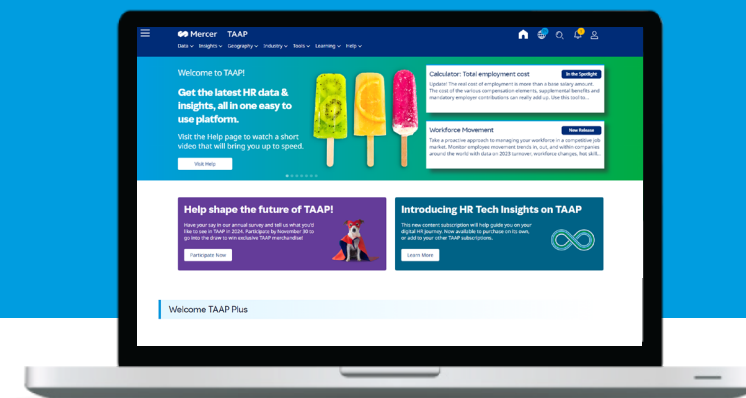 Mercer TAAP
Data Insights Geography Industry Tools Learning Help
Welcome to TAAP!
Get the latest HR data &
insights, all in one easy to
use platform.
Visit the Help page to watch a short
video that will bring you up to speed.
Visit Help
Calculator: Total employment cost
In the Spotlight
Update! The real cost of employment is more than a base salary amount.
The cost of the various compensation elements, supplemental benefits and
mandatory employer contributions can really add up. Use this tool to...
Workforce Movement
New Release
Take a proactive approach to managing your workforce in a competitive job
market. Monitor employee movement trends in, out, and within companies
around the world with data on 2023 turnover, workforce changes, hot skill...
Help shape the future of TAAP!
Have your say in our annual survey and tell us what you'd
like to see in TAAP in 2024. Participate by November 30 to
go into the draw to win exclusive TAAP merchandise!
Participate Now
Introducing HR Tech Insights on TAAP
This new content subscription will help guide you on your
digital HR journey. Now available to purchase on its own,
or add to your other TAAP subscriptions.
Learn More
Welcome TAAP Plus